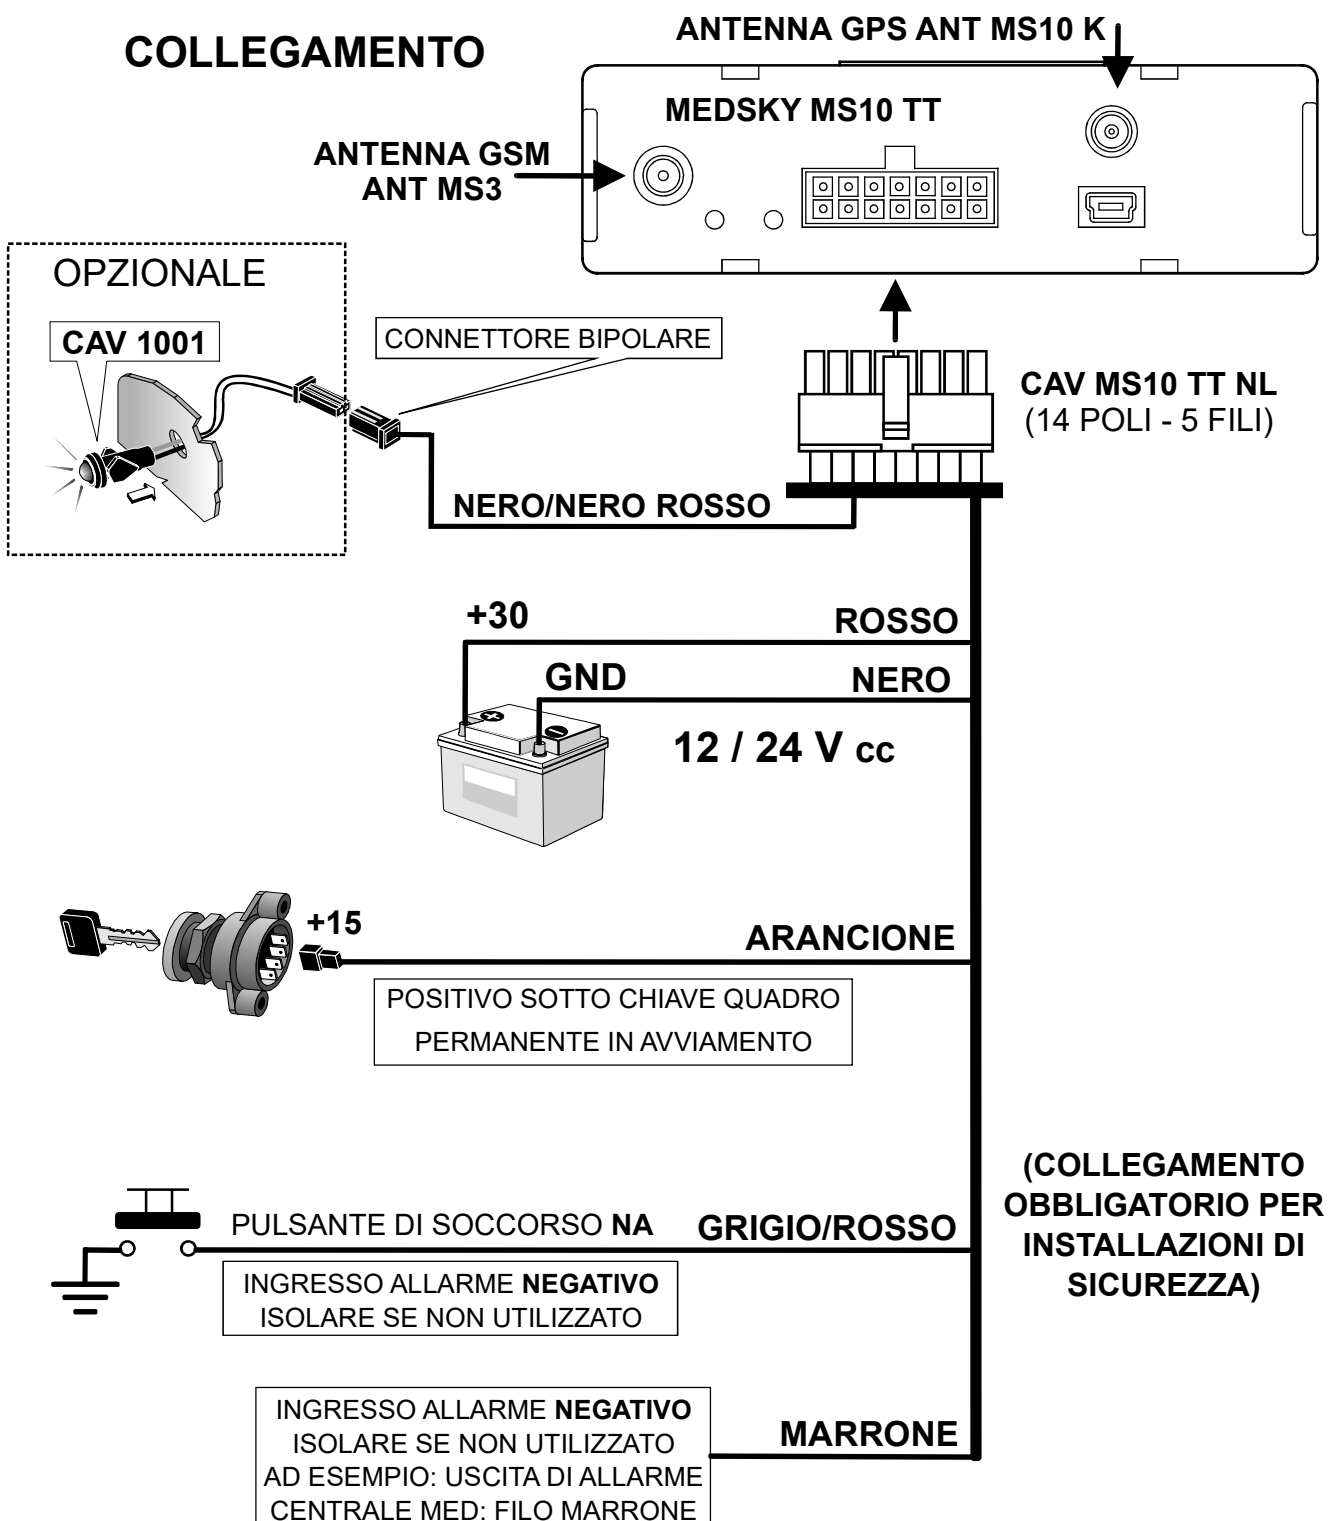 COLLEGAMENTO
ANTENNA GPS ANT MS10 K
MEDSKY MS10 TT
ANTENNA GSM
ANT MS3
OPZIONALE
CAV 1001
CONNETTORE BIPOLARE
CAV MS10 TT NL
(14 POLI - 5 FILI)
NERO/NERO ROSSO
+30
ROSSO
GND
NERO
12 / 24 V cc
+15
ARANCIONE
POSITIVO SOTTO CHIAVE QUADRO
PERMANENTE IN AVVIAMENTO
(COLLEGAMENTO
OBBLIGATORIO PER
INSTALLAZIONI DI
SICUREZZA)
PULSANTE DI SOCCORSO NA
GRIGIO/ROSSO
INGRESSO ALLARME NEGATIVO
ISOLARE SE NON UTILIZZATO
INGRESSO ALLARME NEGATIVO
ISOLARE SE NON UTILIZZATO
AD ESEMPIO: USCITA DI ALLARME
CENTRALE MED: FILO MARRONE
MARRONE